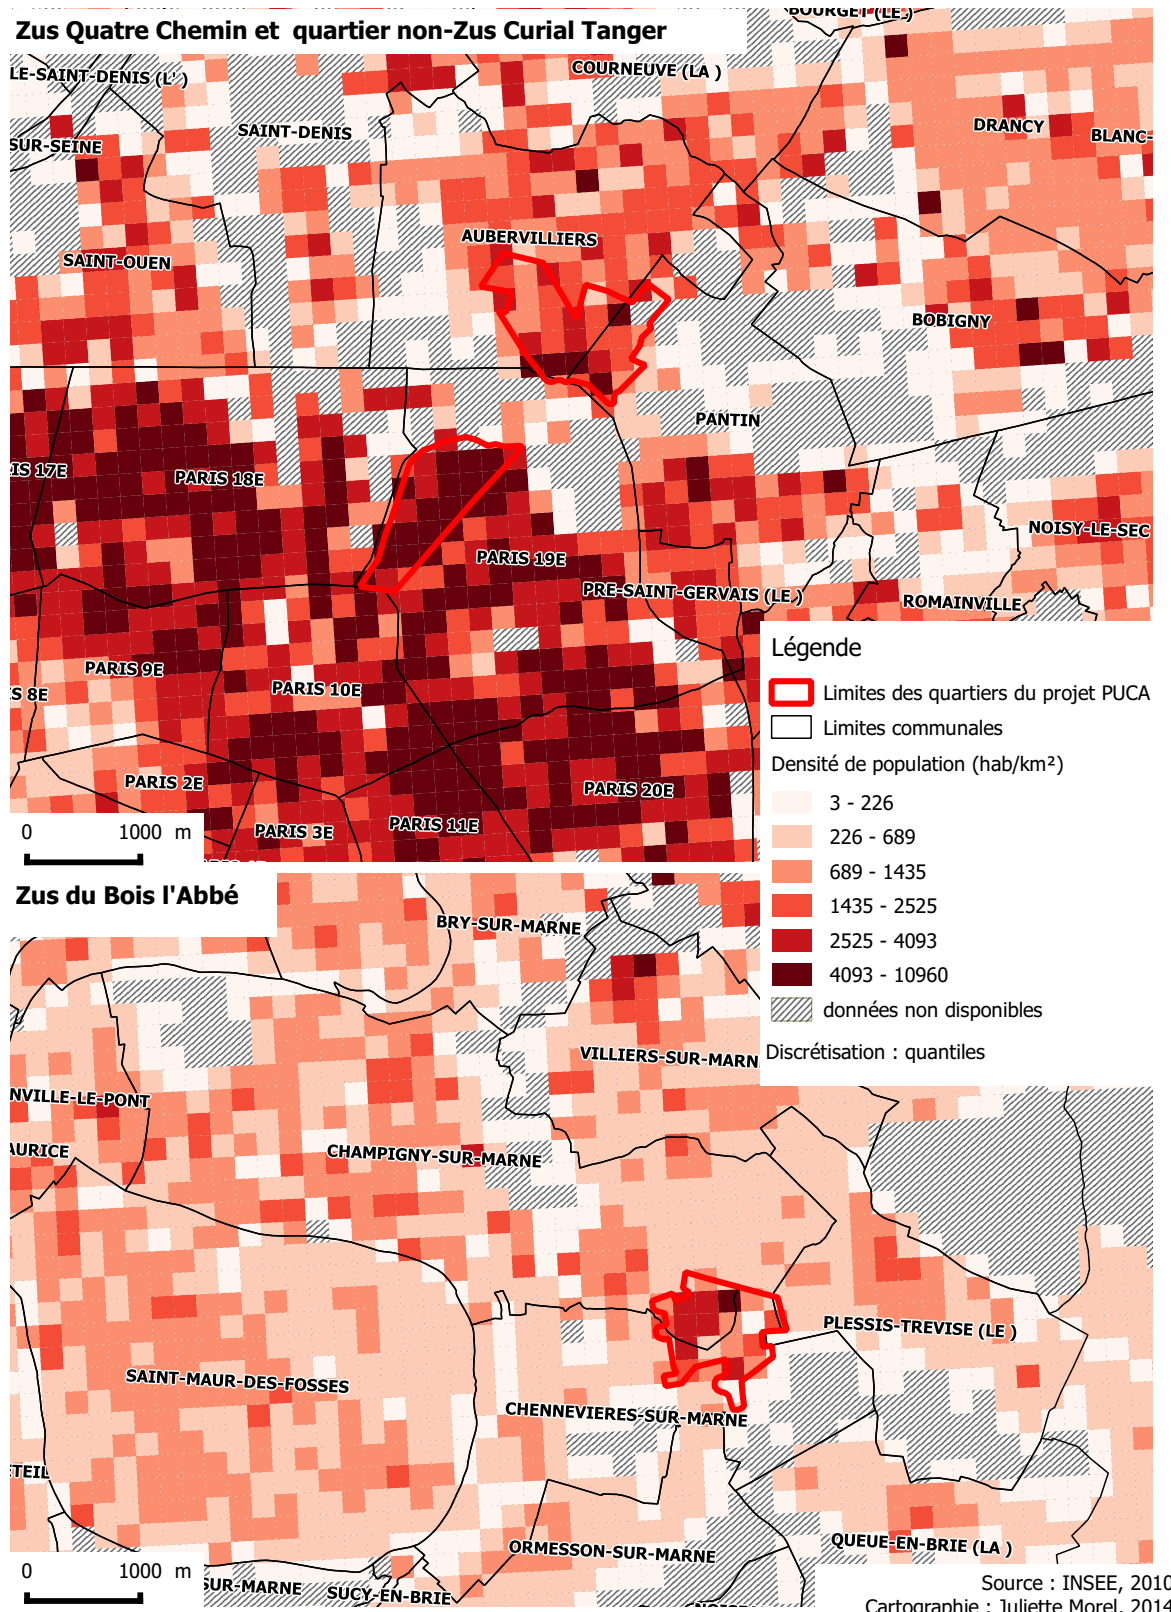 Zus Quatre Chemin et quartier non-Zus Curial Tanger
BOURGET (LE )
LE-SAINT-DENIS (L' )
COURNEUVE (LA )
SAINT-DENIS
DRANCY
BLANC-
SUR-SEINE
AUBERVILLIERS
SAINT-OUEN
BOBIGNY
PANTIN
IS 17E
PARIS 18E
NOISY-LE-SEC
PARIS 19E
PRE-SAINT-GERVAIS (LE )
ROMAINVILLE
PARIS 9E
S 8E
PARIS 10E
PARIS 2E
PARIS 20E
PARIS 3E
PARIS 11E
0 1000 m
Légende
Limites des quartiers du projet PUCA
Limites communales
Densité de population (hab/km²)
3 - 226
226 - 689
689 - 1435
1435 - 2525
2525 - 4093
4093 - 10960
données non disponibles
Discrétisation : quantiles
Zus du Bois l'Abbé
BRY-SUR-MARNE
VILLIERS-SUR-MARN
NVILLE-LE-PONT
AURICE
CHAMPIGNY-SUR-MARNE
PLESSIS-TREVISE (LE )
SAINT-MAUR-DES-FOSSES
CHENNEVIERES-SUR-MARNE
TEIL
ORMESSON-SUR-MARNE
QUEUE-EN-BRIE (LA )
0 1000 m
SUR-MARNE
SUCY-EN-BRIE
Source : INSEE, 2010
Cartographie : Juliette Morel, 2014